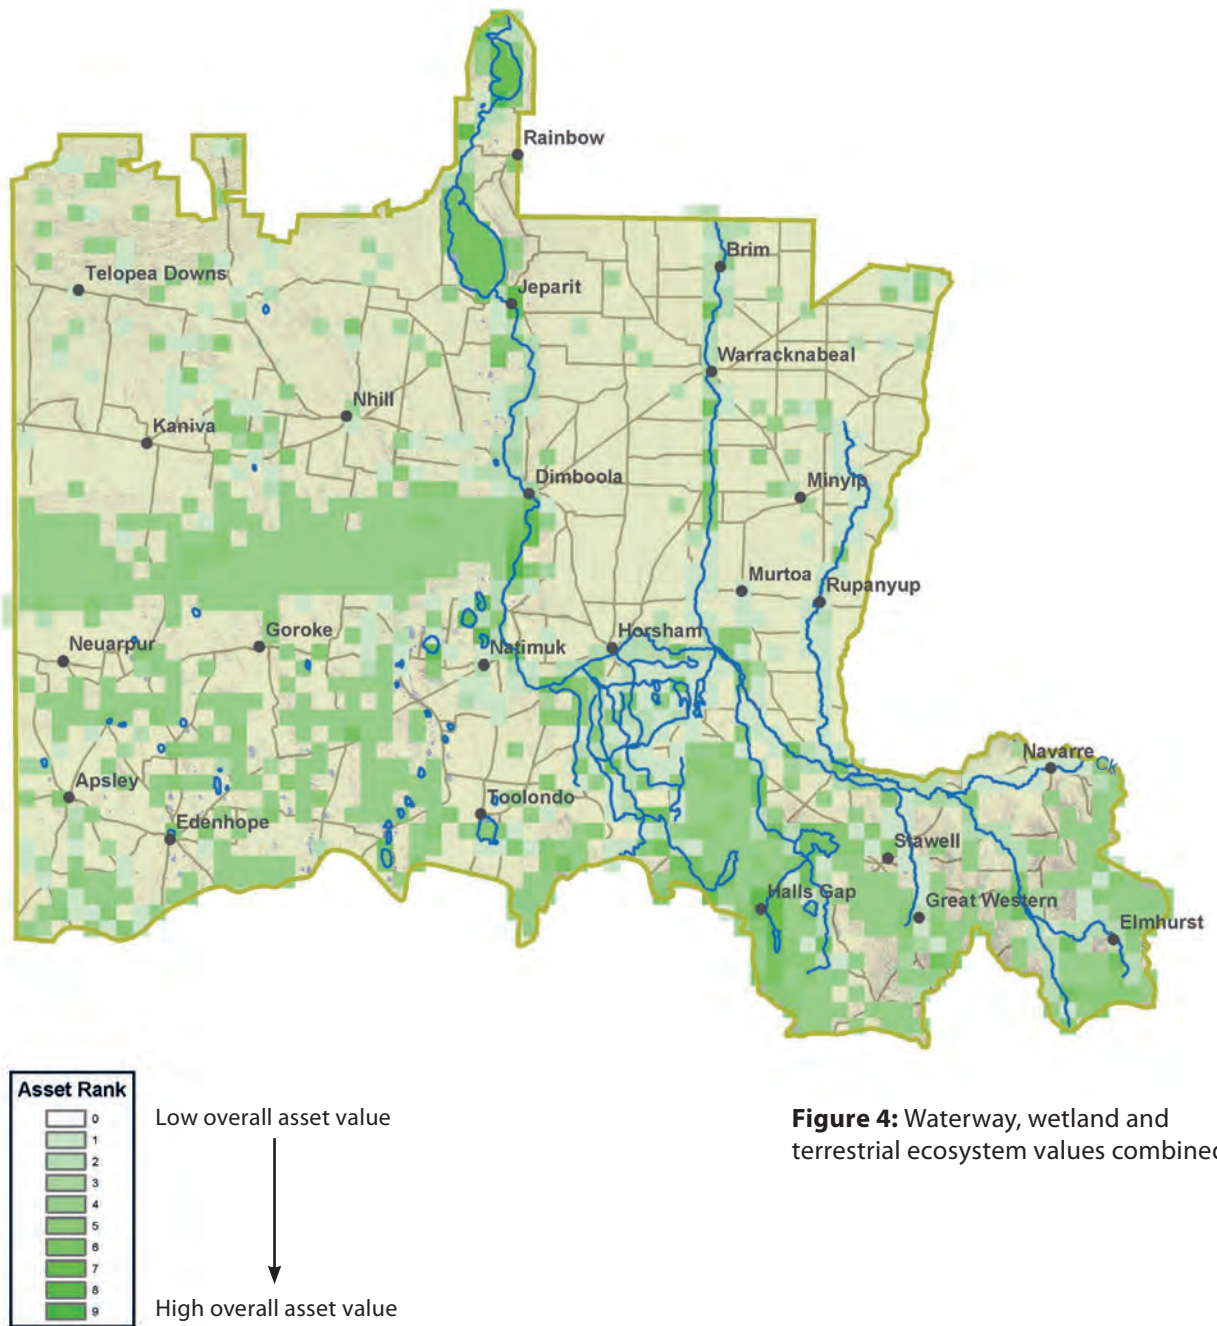 Rainbow
Brim
Telopea Downs
Jeparit
Warracknabeal
Nhill
Kaniva
Dimboola
Minyip
Murtoa
Rupanyup
Goroke
Horsham
Neuarpur
Natimuk
Navarre
Ck
Apsley
Toolondo
Edenhope
Stawell
Halls Gap
Great Western
Elmhurst
Asset Rank
0
1
2
3
4
5
6
7
8
9
Low overall asset value
High overall asset value
Figure 4: Waterway, wetland and
terrestrial ecosystem values combined